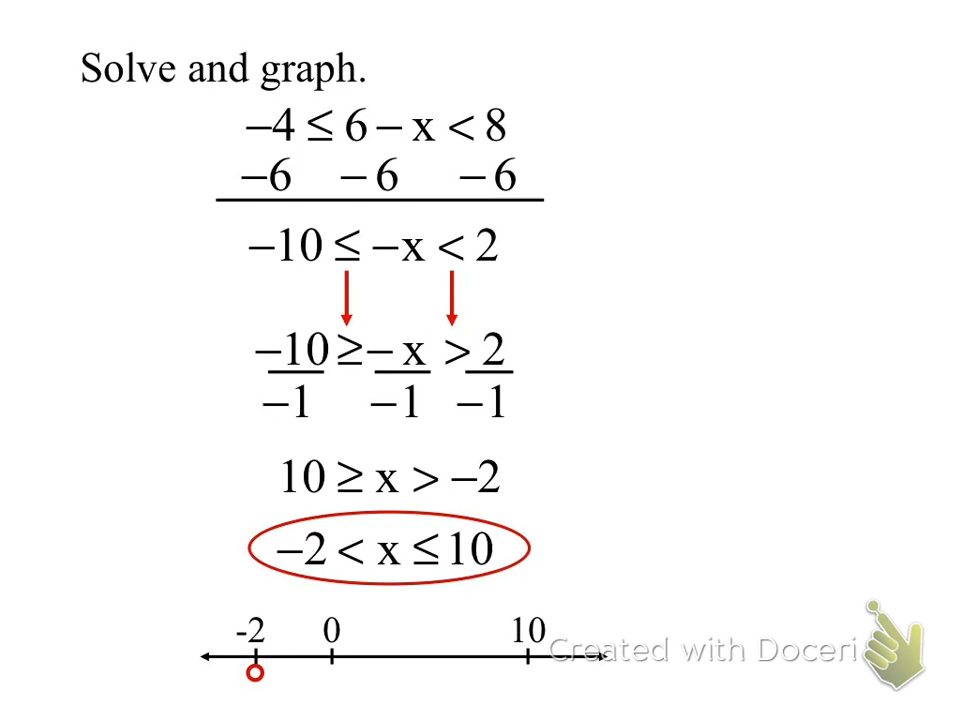 Solve and graph.
−4 ≤ 6 − x < 8
−6 − 6 − 6
−10 ≤ −x < 2
−10 ≥ − x > 2
−1 −1 −1
10 ≥ x > −2
−2 < x ≤ 10
-2 0 10
Created with Doceri